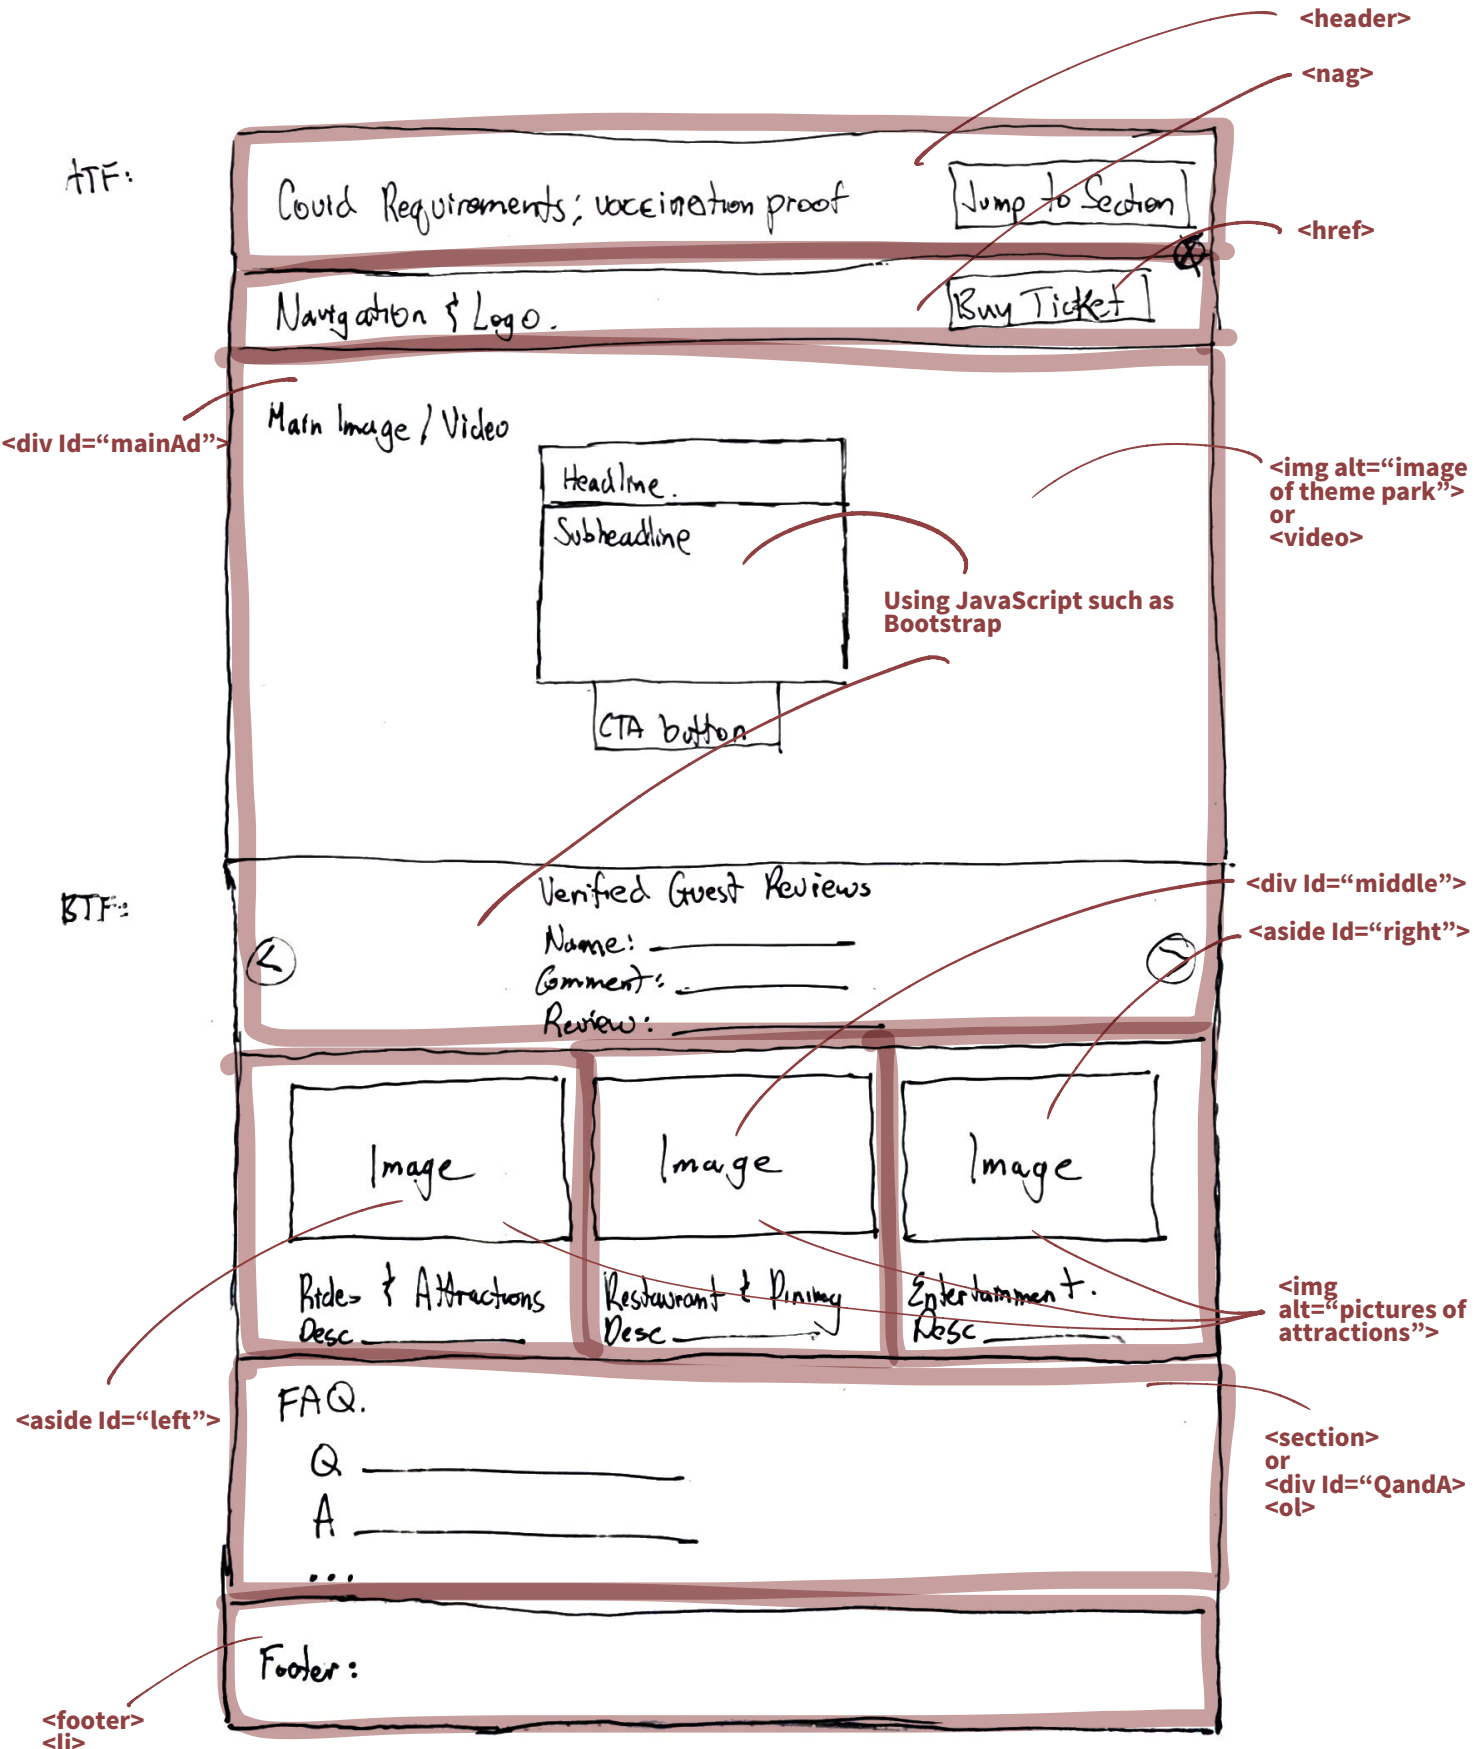 <header>
<nag>
ATF:
Covid Requirements; vaccination proof
Jump to Section
<href>
X
Navigation & Logo.
Buy Ticket
Main Image / Video
<div Id=“mainAd”>
Headline.
<img alt=“image
of theme park”>
or
<video>
Subheadline
Using JavaScript such as
Bootstrap
CTA button
BTF:
Verified Guest Reviews
<div Id=“middle”>
Name:
<aside Id=“right”>
<
>
Comment:
Review:
Image
Image
Image
Rides & Attractions
Desc
Restaurant & Dining
Desc
Entertainment.
Desc
<img
alt=“pictures of
attractions”>
FAQ.
<aside Id=“left”>
<section>
or
<div Id=“QandA>
<ol>
Q
A
...
Footer:
<footer>
<li>